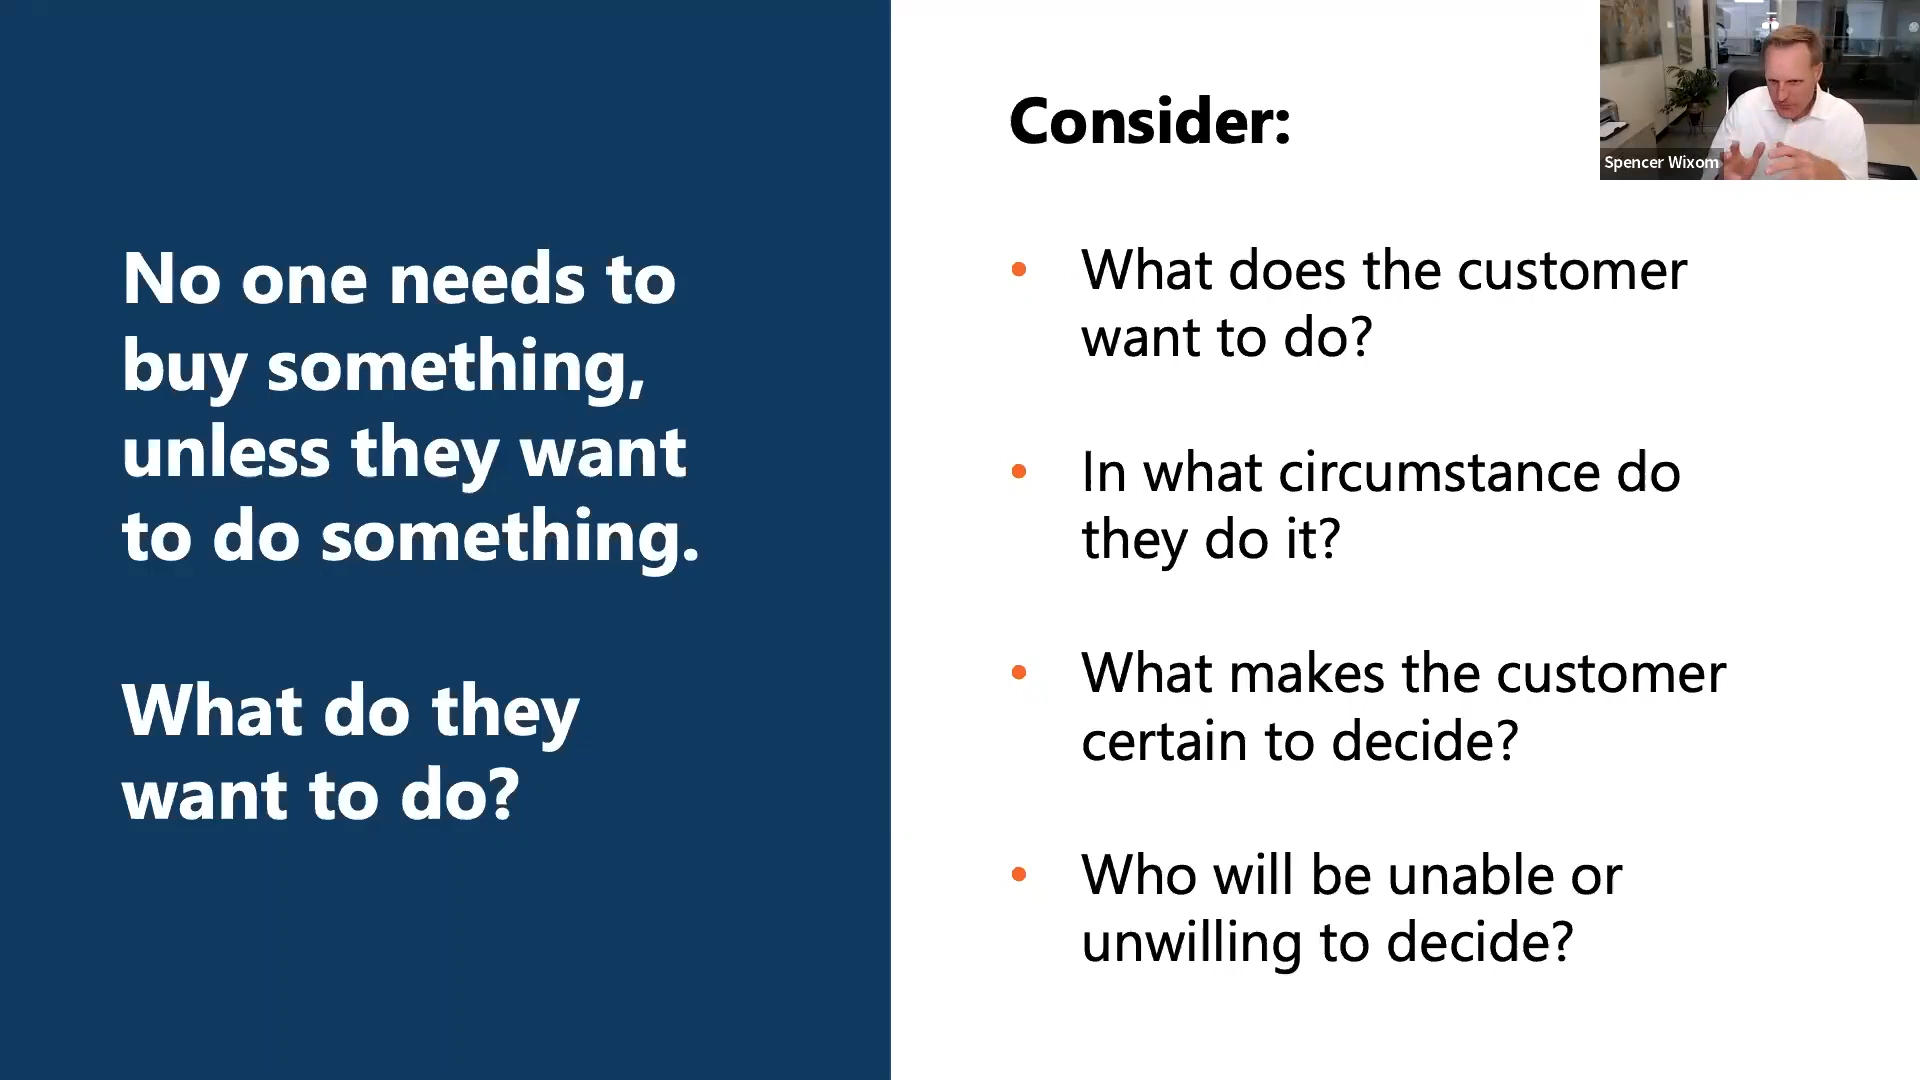 No one needs to
buy something,
unless they want
to do something.
What do they
want to do?
Consider:
• What does the customer
want to do?
• In what circumstance do
they do it?
• What makes the customer
certain to decide?
• Who will be unable or
unwilling to decide?
Spencer Wixom